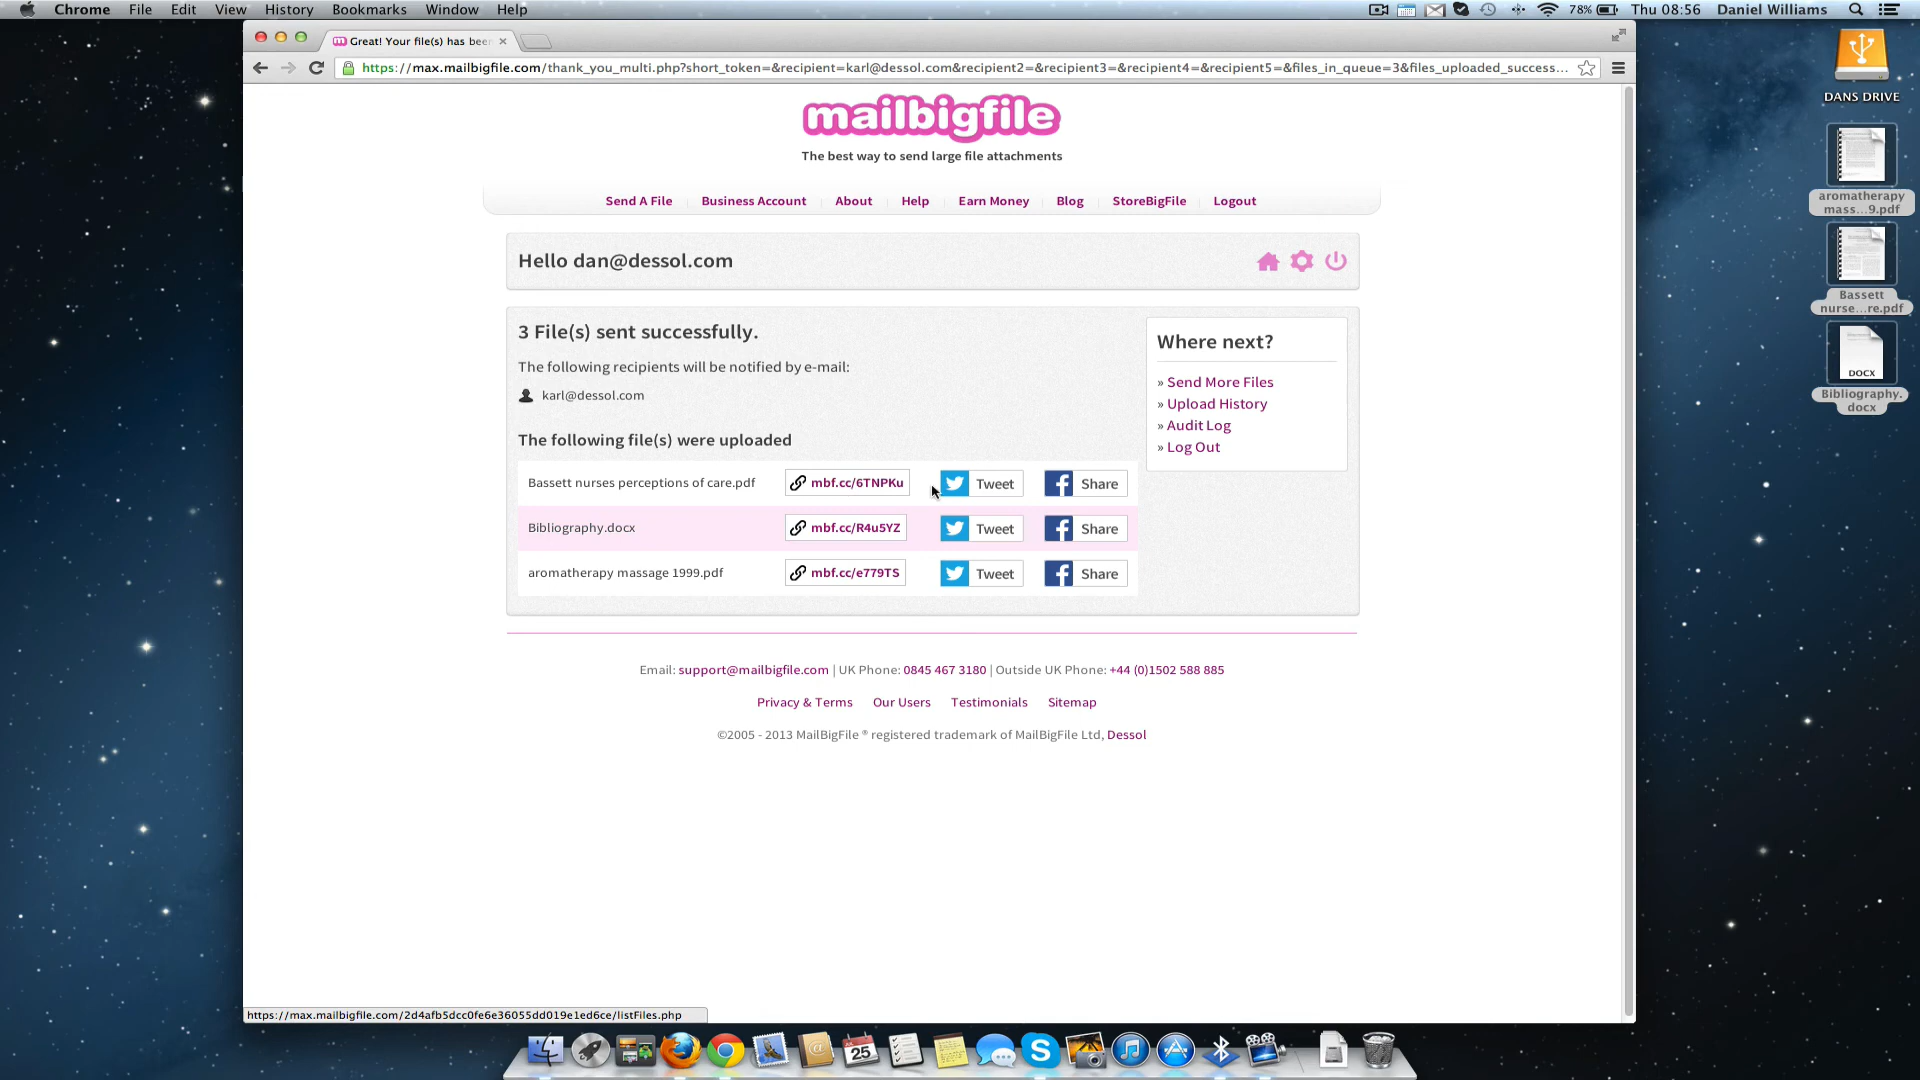 Chrome File Edit View History Bookmarks Window Help 78% Thu 08:56 Daniel Williams
Great! Your file(s) has been
https://max.mailbigfile.com/thank_you_multi.php?short_token=&recipient=karl@dessol.com&recipient2=&recipient3=&recipient4=&recipient5=&files_in_queue=3&files_uploaded_success...
mailbigfile
The best way to send large file attachments
Send A File Business Account About Help Earn Money Blog StoreBigFile Logout
Hello dan@dessol.com
3 File(s) sent successfully.
The following recipients will be notified by e-mail:
karl@dessol.com
The following file(s) were uploaded
Bassett nurses perceptions of care.pdf mbf.cc/6TNPKu Tweet Share
Bibliography.docx mbf.cc/R4u5YZ Tweet Share
aromatherapy massage 1999.pdf mbf.cc/e779TS Tweet Share
Where next?
» Send More Files
» Upload History
» Audit Log
» Log Out
Email: support@mailbigfile.com | UK Phone: 0845 467 3180 | Outside UK Phone: +44 (0)1502 588 885
Privacy & Terms Our Users Testimonials Sitemap
©2005 - 2013 MailBigFile ® registered trademark of MailBigFile Ltd, Dessol
https://max.mailbigfile.com/2d4afb5dcc0fe6e36055dd019e1ed6ce/listFiles.php
DANS DRIVE
aromatherapy
mass...9.pdf
Bassett
nurse...re.pdf
DOCX
Bibliography.
docx
25